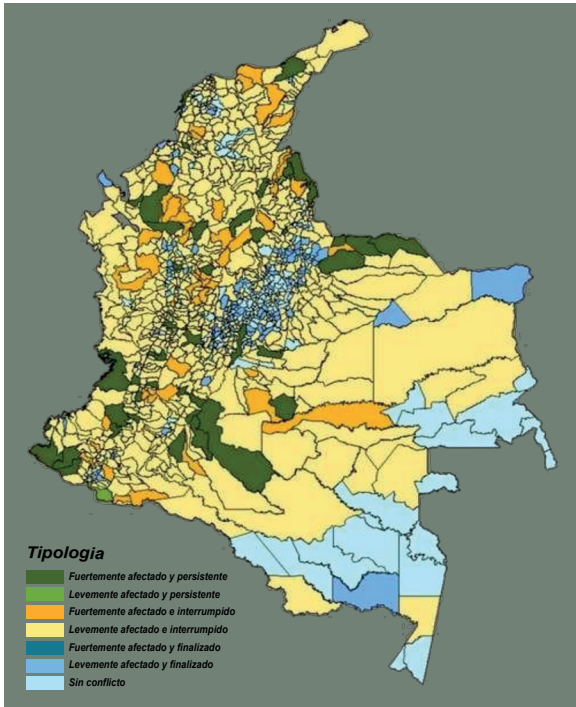 Tipologia
Fuertemente afectado y persistente
Levemente afectado y persistente
Fuertemente afectado e interrumpido
Levemente afectado e interrumpido
Fuertemente afectado y finalizado
Levemente afectado y finalizado
Sin conflicto